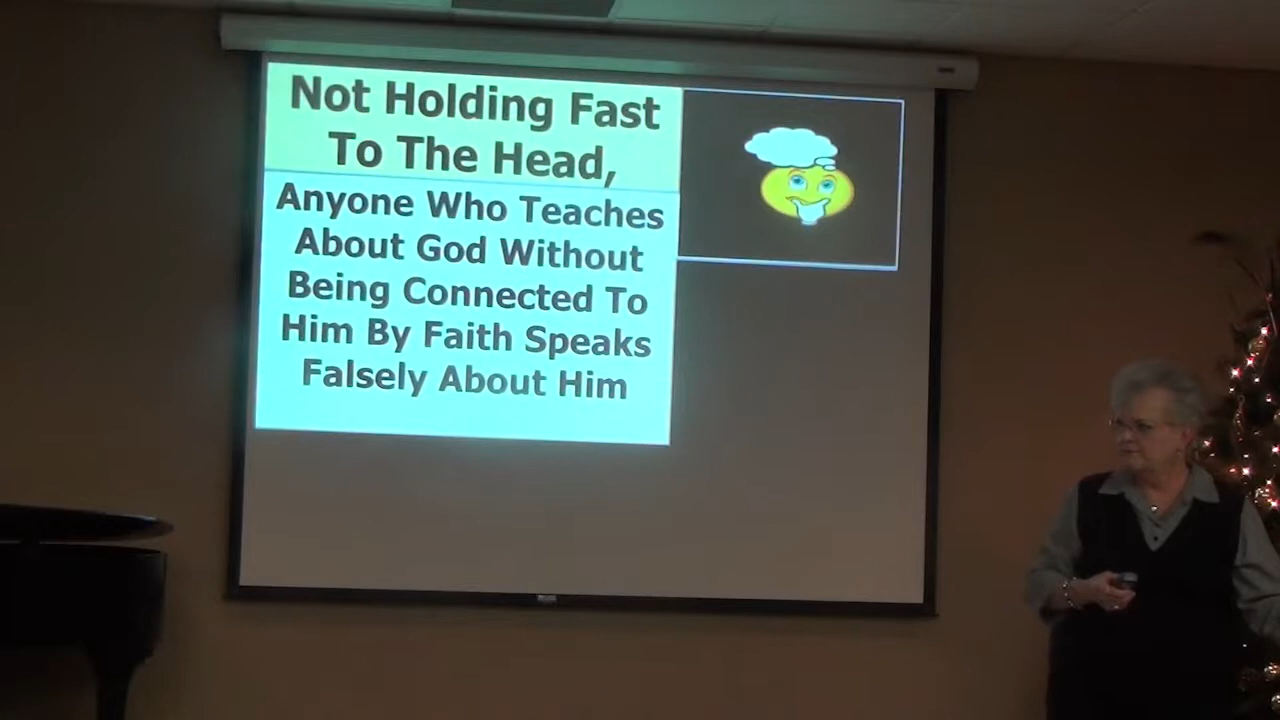 Not Holding Fast
To The Head,
Anyone Who Teaches
About God Without
Being Connected To
Him By Faith Speaks
Falsely About Him